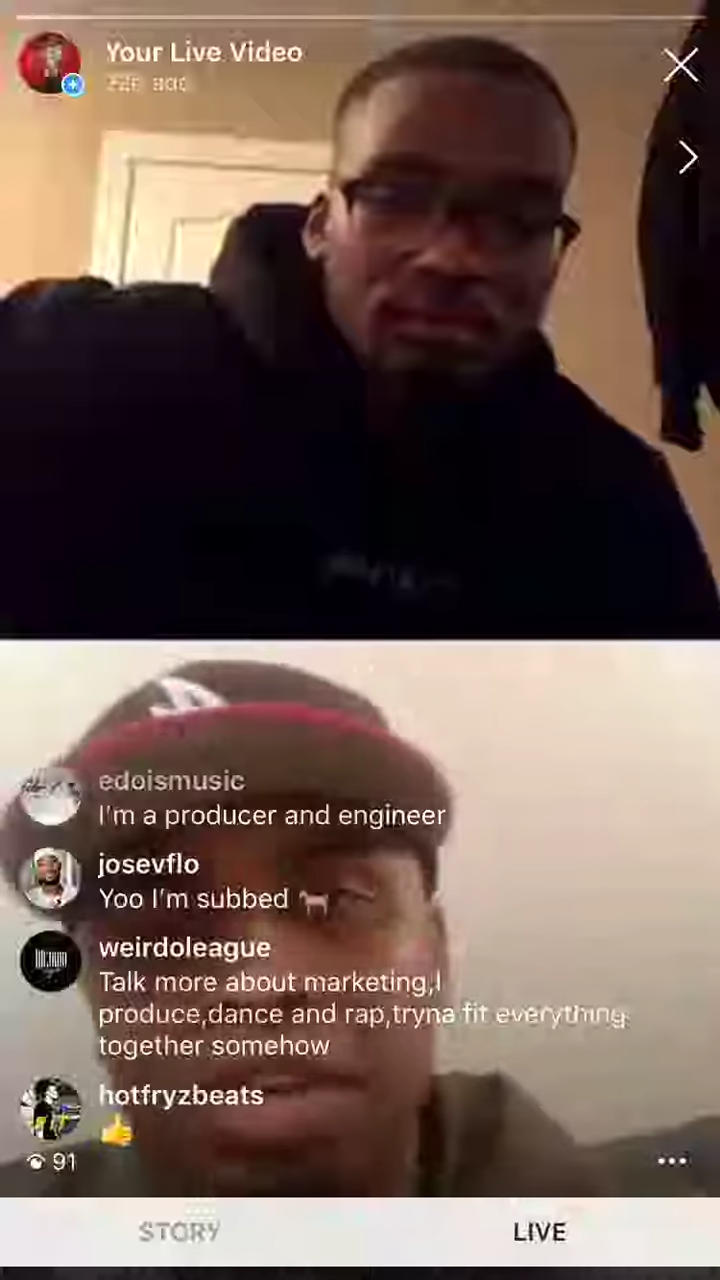 Your Live Video
edoismusic
I'm a producer and engineer
josevflo
Yoo I'm subbed 🐐
weirdoleague
Talk more about marketing,I
produce,dance and rap,tryna fit everything
together somehow
hotfryzbeats
👍
91
STORY
LIVE